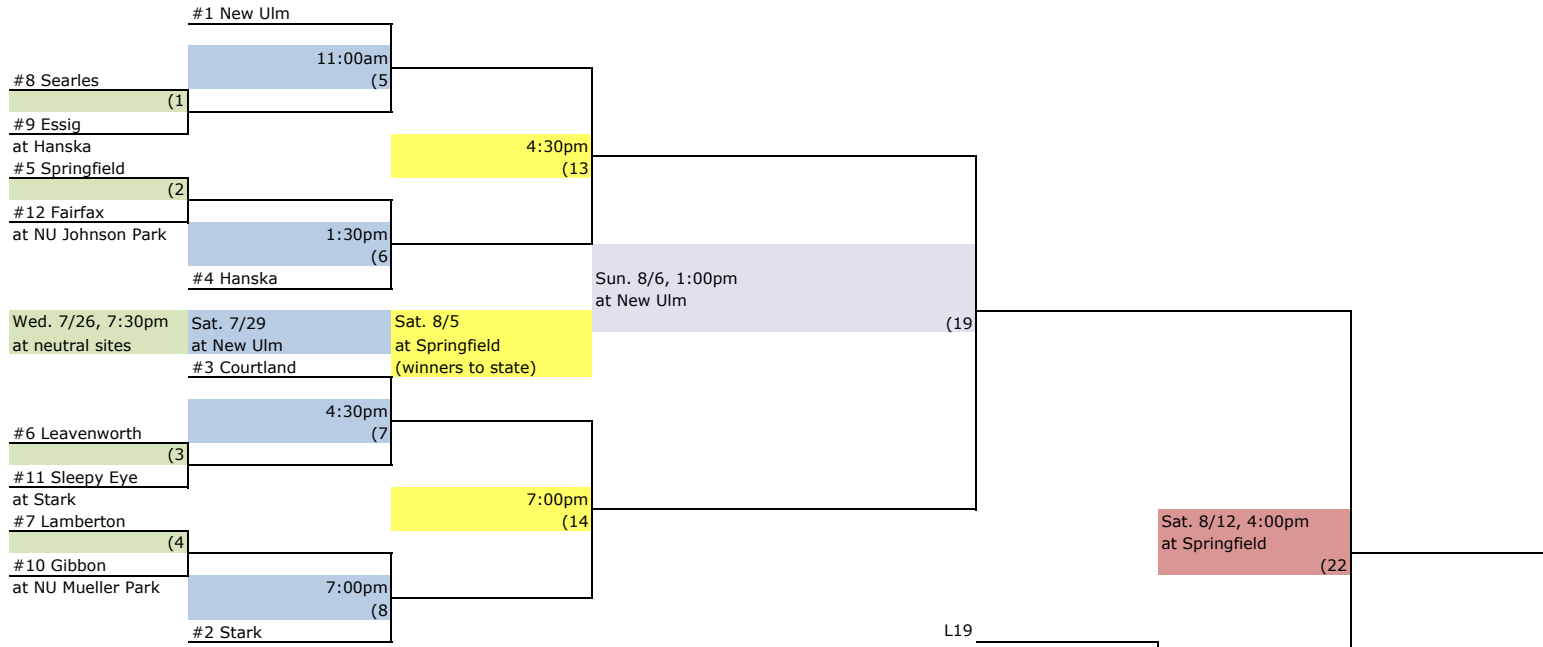 #1 New Ulm
11:00am
#8 Searles
(5
(1
#9 Essig
at Hanska
4:30pm
#5 Springfield
(13
(2
#12 Fairfax
at NU Johnson Park
1:30pm
(6
#4 Hanska
Sun. 8/6, 1:00pm
at New Ulm
(19
Wed. 7/26, 7:30pm
at neutral sites
Sat. 7/29
at New Ulm
Sat. 8/5
at Springfield
(winners to state)
#3 Courtland
4:30pm
#6 Leavenworth
(7
(3
#11 Sleepy Eye
at Stark
7:00pm
#7 Lamberton
(14
Sat. 8/12, 4:00pm
at Springfield
(22
(4
#10 Gibbon
at NU Mueller Park
7:00pm
(8
#2 Stark
L19